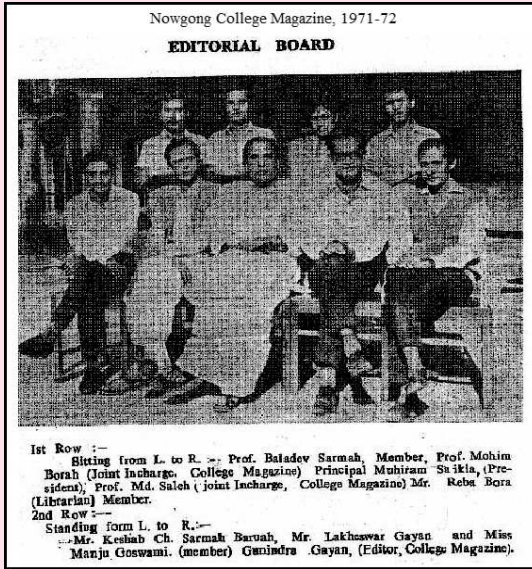 Nowgong College Magazine, 1971-72
EDITORIAL BOARD
1st Row :—
Sitting from L. to R. :— Prof. Baladev Sarmah, Member, Prof. Mohim
Borah (Joint Incharge, College Magazine) Principal Muhiram Saikia, (Pre-
sident), Prof. Md. Saleh (joint Incharge, College Magazine) Mr. Reba Bora
(Librarian) Member.
2nd Row :—
Standing form L. to R.:—
Mr. Keshab Ch. Sarmah Baruah, Mr. Lakheswar Gayan and Miss
Manju Goswami. (member) Gunindra Gayan, (Editor, College Magazine).